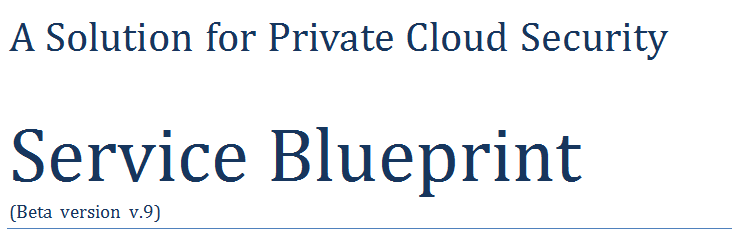 A Solution for Private Cloud Security
Service Blueprint
(Beta version v.9)